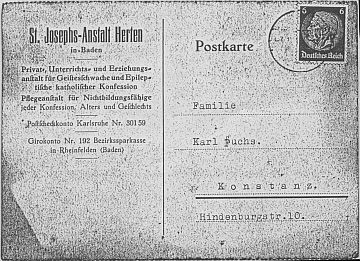 St. Josephs-Anstalt Herten
in Baden
Privat-, Unterrichts- und Erziehungs-
anstalt für Geistesschwache und Epilep-
tische katholischer Konfession
Pflegeanstalt für Nichtbildungsfähige
jeder Konfession, Alters und Geschlechts
Postscheckkonto Karlsruhe Nr. 30159
Girokonto Nr. 192 Bezirkssparkasse
in Rheinfelden (Baden)
Postkarte
6 6
Deutsches Reich
Familie
Karl Fuchs.
Konstanz.
Hindenburgstr.10.